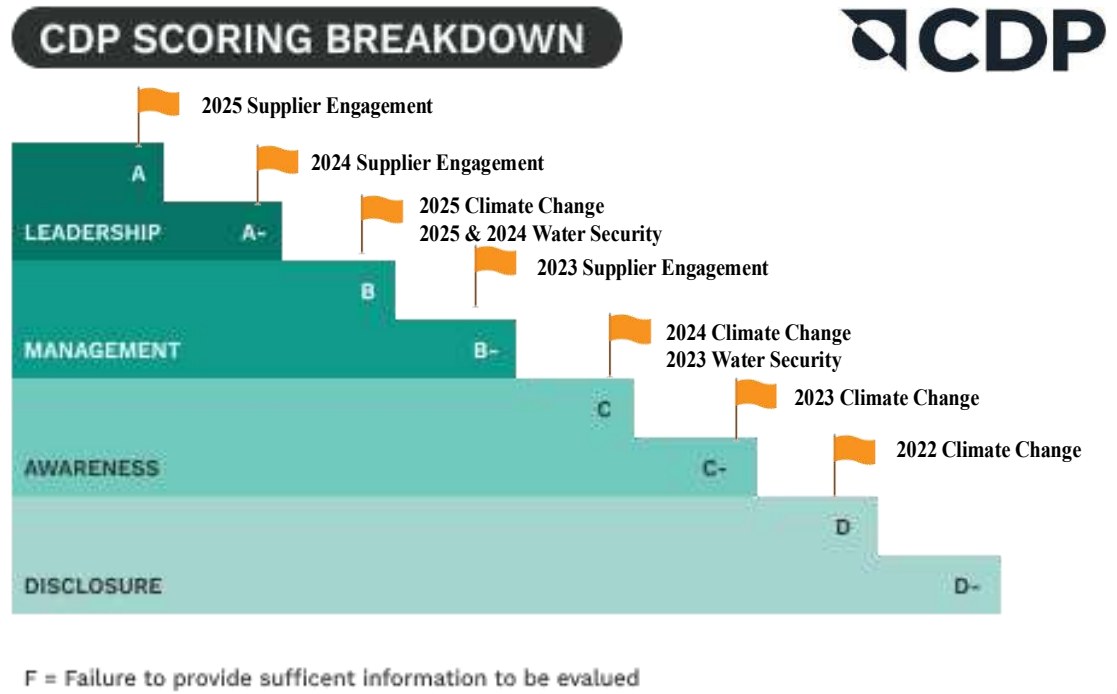 CDP SCORING BREAKDOWN
CDP
2025 Supplier Engagement
A
2024 Supplier Engagement
LEADERSHIP A-
2025 Climate Change
2025 & 2024 Water Security
B
2023 Supplier Engagement
MANAGEMENT B-
2024 Climate Change
2023 Water Security
C
2023 Climate Change
AWARENESS C-
2022 Climate Change
D
DISCLOSURE D-
F = Failure to provide sufficent information to be evalued